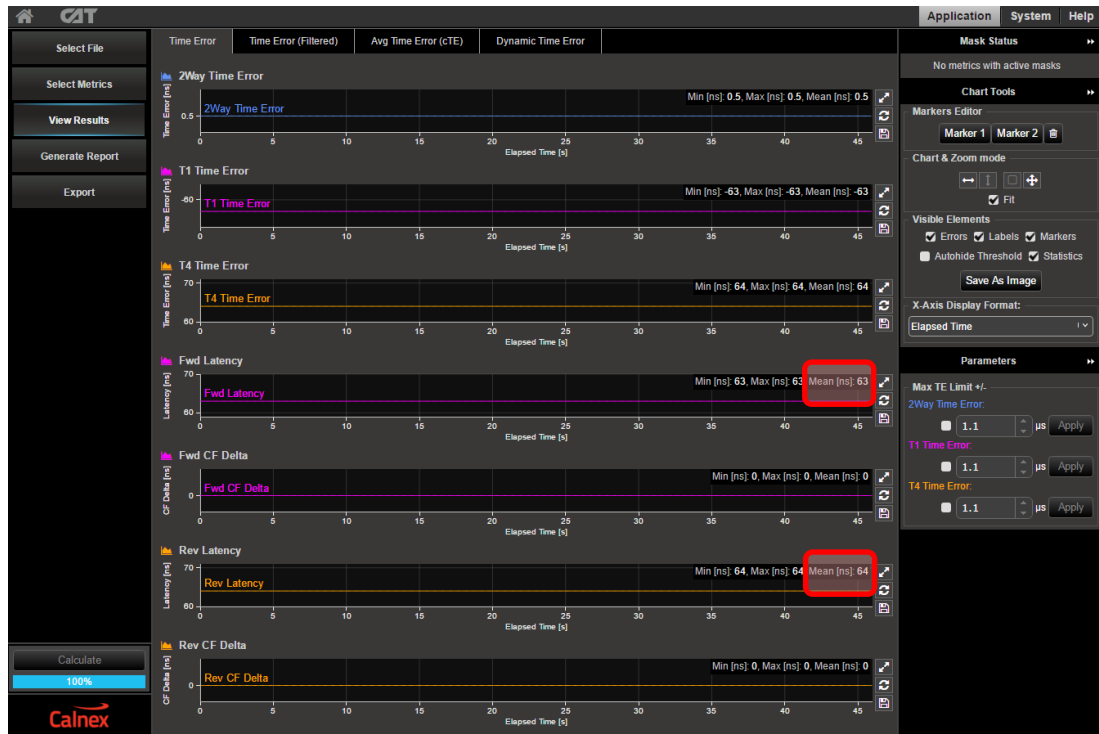 CAT
Application System Help
Select File
Select Metrics
View Results
Generate Report
Export
Calculate
100%
Calnex
Time Error Time Error (Filtered) Avg Time Error (cTE) Dynamic Time Error
2Way Time Error
Min [ns]: 0.5, Max [ns]: 0.5, Mean [ns]: 0.5
2Way Time Error
Time Error [ns]
0.5
0 5 10 15 20 25 30 35 40 45
Elapsed Time [s]
T1 Time Error
Min [ns]: -63, Max [ns]: -63, Mean [ns]: -63
T1 Time Error
Time Error [ns]
-60
0 5 10 15 20 25 30 35 40 45
Elapsed Time [s]
T4 Time Error
Min [ns]: 64, Max [ns]: 64, Mean [ns]: 64
T4 Time Error
Time Error [ns]
70
60
0 5 10 15 20 25 30 35 40 45
Elapsed Time [s]
Fwd Latency
Min [ns]: 63, Max [ns]: 63, Mean [ns]: 63
Fwd Latency
Latency [ns]
70
60
0 5 10 15 20 25 30 35 40 45
Elapsed Time [s]
Fwd CF Delta
Min [ns]: 0, Max [ns]: 0, Mean [ns]: 0
Fwd CF Delta
CF Delta [ns]
0
0 5 10 15 20 25 30 35 40 45
Elapsed Time [s]
Rev Latency
Min [ns]: 64, Max [ns]: 64, Mean [ns]: 64
Rev Latency
Latency [ns]
70
60
0 5 10 15 20 25 30 35 40 45
Elapsed Time [s]
Rev CF Delta
Min [ns]: 0, Max [ns]: 0, Mean [ns]: 0
Rev CF Delta
CF Delta [ns]
0
0 5 10 15 20 25 30 35 40 45
Elapsed Time [s]
Mask Status
No metrics with active masks
Chart Tools
Markers Editor
Marker 1 Marker 2
Chart & Zoom mode
Fit
Visible Elements
Errors Labels Markers
Autohide Threshold Statistics
Save As Image
X-Axis Display Format:
Elapsed Time
Parameters
Max TE Limit +/-
2Way Time Error:
1.1 µs Apply
T1 Time Error:
1.1 µs Apply
T4 Time Error:
1.1 µs Apply